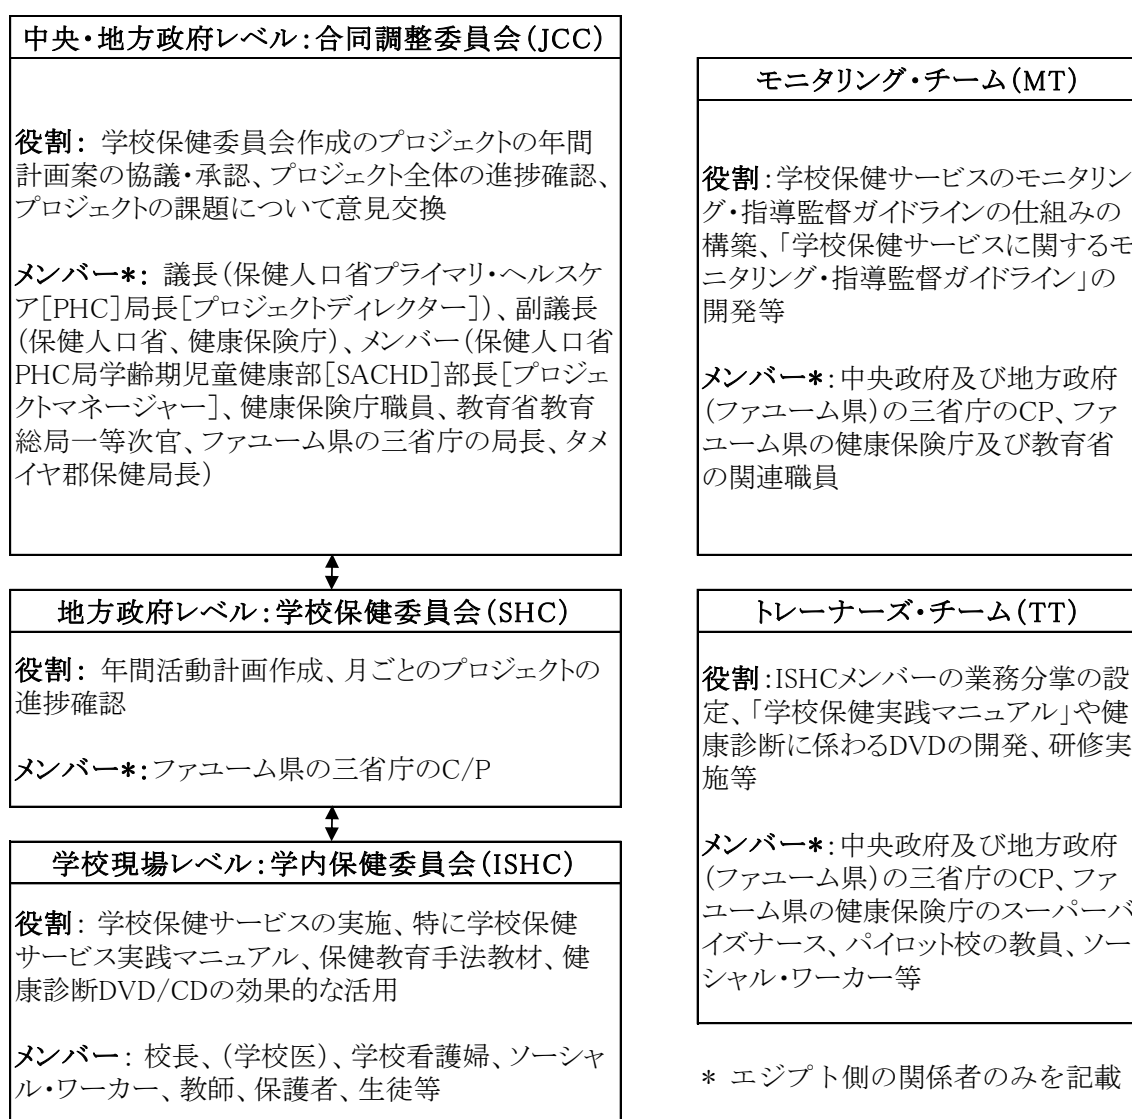 中央・地方政府レベル:合同調整委員会(JCC)
役割: 学校保健委員会作成のプロジェクトの年間
計画案の協議・承認、プロジェクト全体の進捗確認、
プロジェクトの課題について意見交換
メンバー*: 議長(保健人口省プライマリ・ヘルスケ
ア[PHC]局長[プロジェクトディレクター])、副議長
(保健人口省、健康保険庁)、メンバー(保健人口省
PHC局学齢期児童健康部[SACHD]部長[プロジェ
クトマネージャー]、健康保険庁職員、教育省教育
総局一等次官、ファユーム県の三省庁の局長、タメ
イヤ郡保健局長)
地方政府レベル:学校保健委員会(SHC)
役割: 年間活動計画作成、月ごとのプロジェクトの
進捗確認
メンバー*:ファユーム県の三省庁のC/P
学校現場レベル:学内保健委員会(ISHC)
役割: 学校保健サービスの実施、特に学校保健
サービス実践マニュアル、保健教育手法教材、健
康診断DVD/CDの効果的な活用
メンバー: 校長、(学校医)、学校看護婦、ソーシャ
ル・ワーカー、教師、保護者、生徒等
モニタリング・チーム(MT)
役割:学校保健サービスのモニタリン
グ・指導監督ガイドラインの仕組みの
構築、「学校保健サービスに関するモ
ニタリング・指導監督ガイドライン」の
開発等
メンバー*:中央政府及び地方政府
(ファユーム県)の三省庁のCP、ファ
ユーム県の健康保険庁及び教育省
の関連職員
トレーナーズ・チーム(TT)
役割:ISHCメンバーの業務分掌の設
定、「学校保健実践マニュアル」や健
康診断に係わるDVDの開発、研修実
施等
メンバー*:中央政府及び地方政府
(ファユーム県)の三省庁のCP、ファ
ユーム県の健康保険庁のスーパーバ
イズナース、パイロット校の教員、ソー
シャル・ワーカー等
* エジプト側の関係者のみを記載